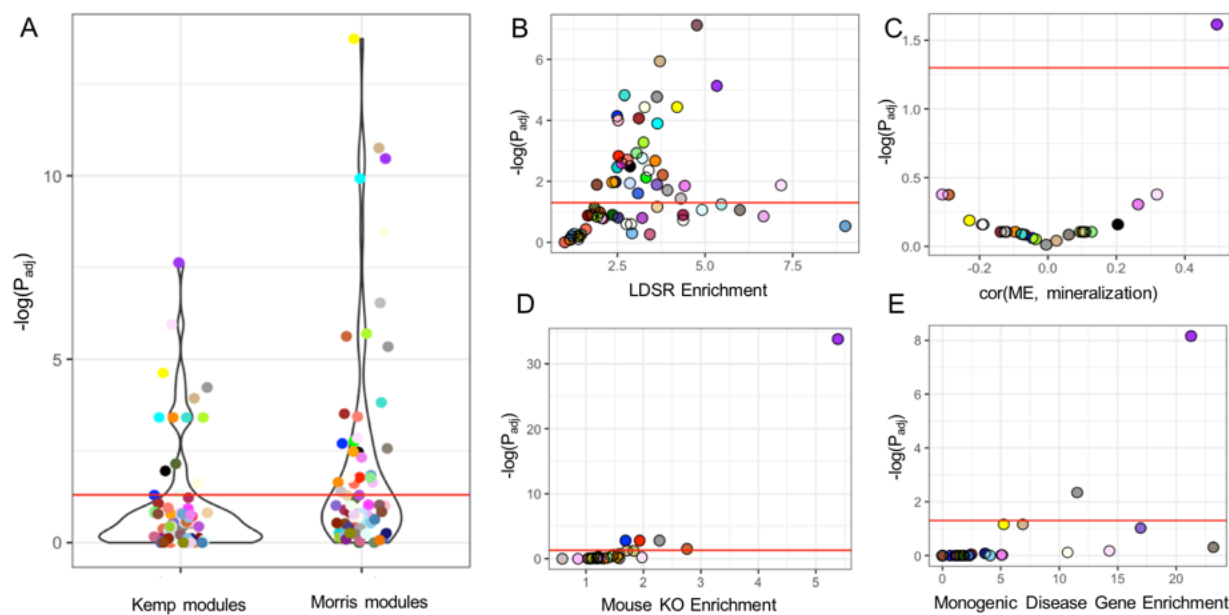 A
-log(Padj)
10
5
0
Kemp modules
Morris modules
B
-log(Padj)
6
4
2
0
2.5
5.0
7.5
LDSR Enrichment
C
-log(Padj)
1.5
1.0
0.5
0.0
-0.2
0.0
0.2
0.4
cor(ME, mineralization)
D
-log(Padj)
30
20
10
0
1
2
3
4
5
Mouse KO Enrichment
E
-log(Padj)
8
6
4
2
0
0
5
10
15
20
Monogenic Disease Gene Enrichment